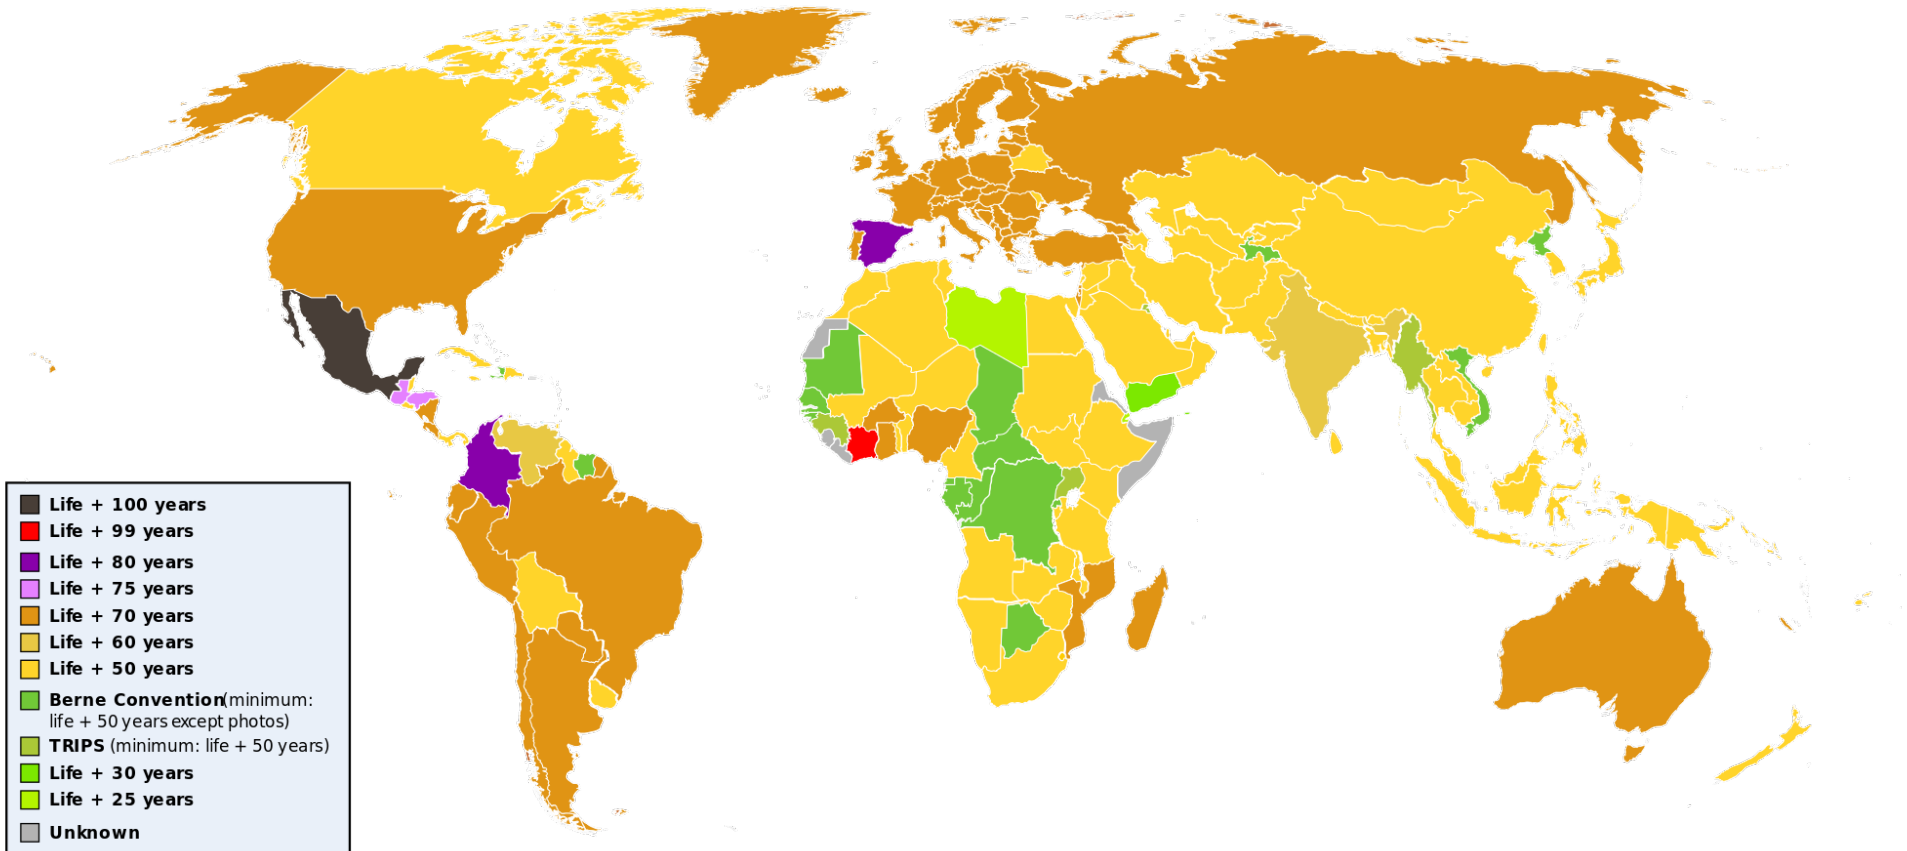 Life + 100 years
Life + 99 years
Life + 80 years
Life + 75 years
Life + 70 years
Life + 60 years
Life + 50 years
Berne Convention(minimum:
life + 50 years except photos)
TRIPS (minimum: life + 50 years)
Life + 30 years
Life + 25 years
Unknown